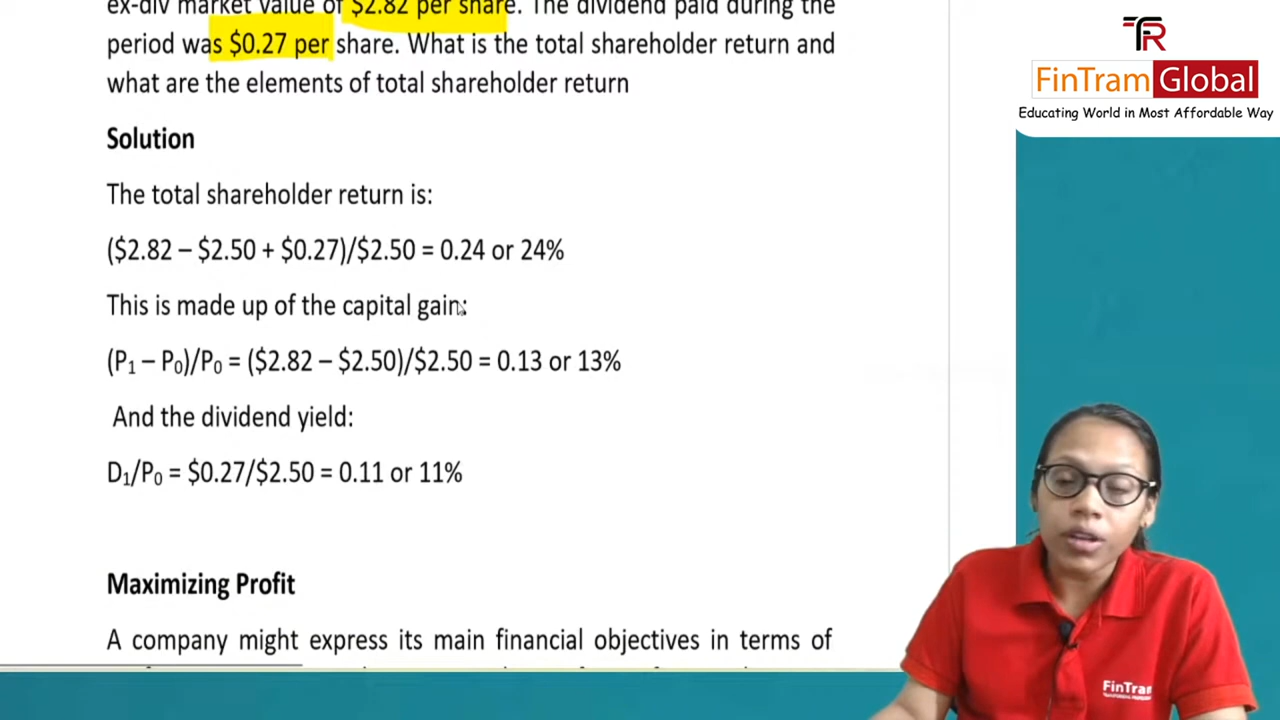 ex-div market value of $2.82 per share. The dividend paid during the
period was $0.27 per share. What is the total shareholder return and
what are the elements of total shareholder return
Solution
The total shareholder return is:
($2.82 – $2.50 + $0.27)/$2.50 = 0.24 or 24%
This is made up of the capital gain:
(P₁ – P₀)/P₀ = ($2.82 – $2.50)/$2.50 = 0.13 or 13%
And the dividend yield:
D₁/P₀ = $0.27/$2.50 = 0.11 or 11%
Maximizing Profit
A company might express its main financial objectives in terms of
TFR
FinTram Global
Educating World in Most Affordable Way
FinTram